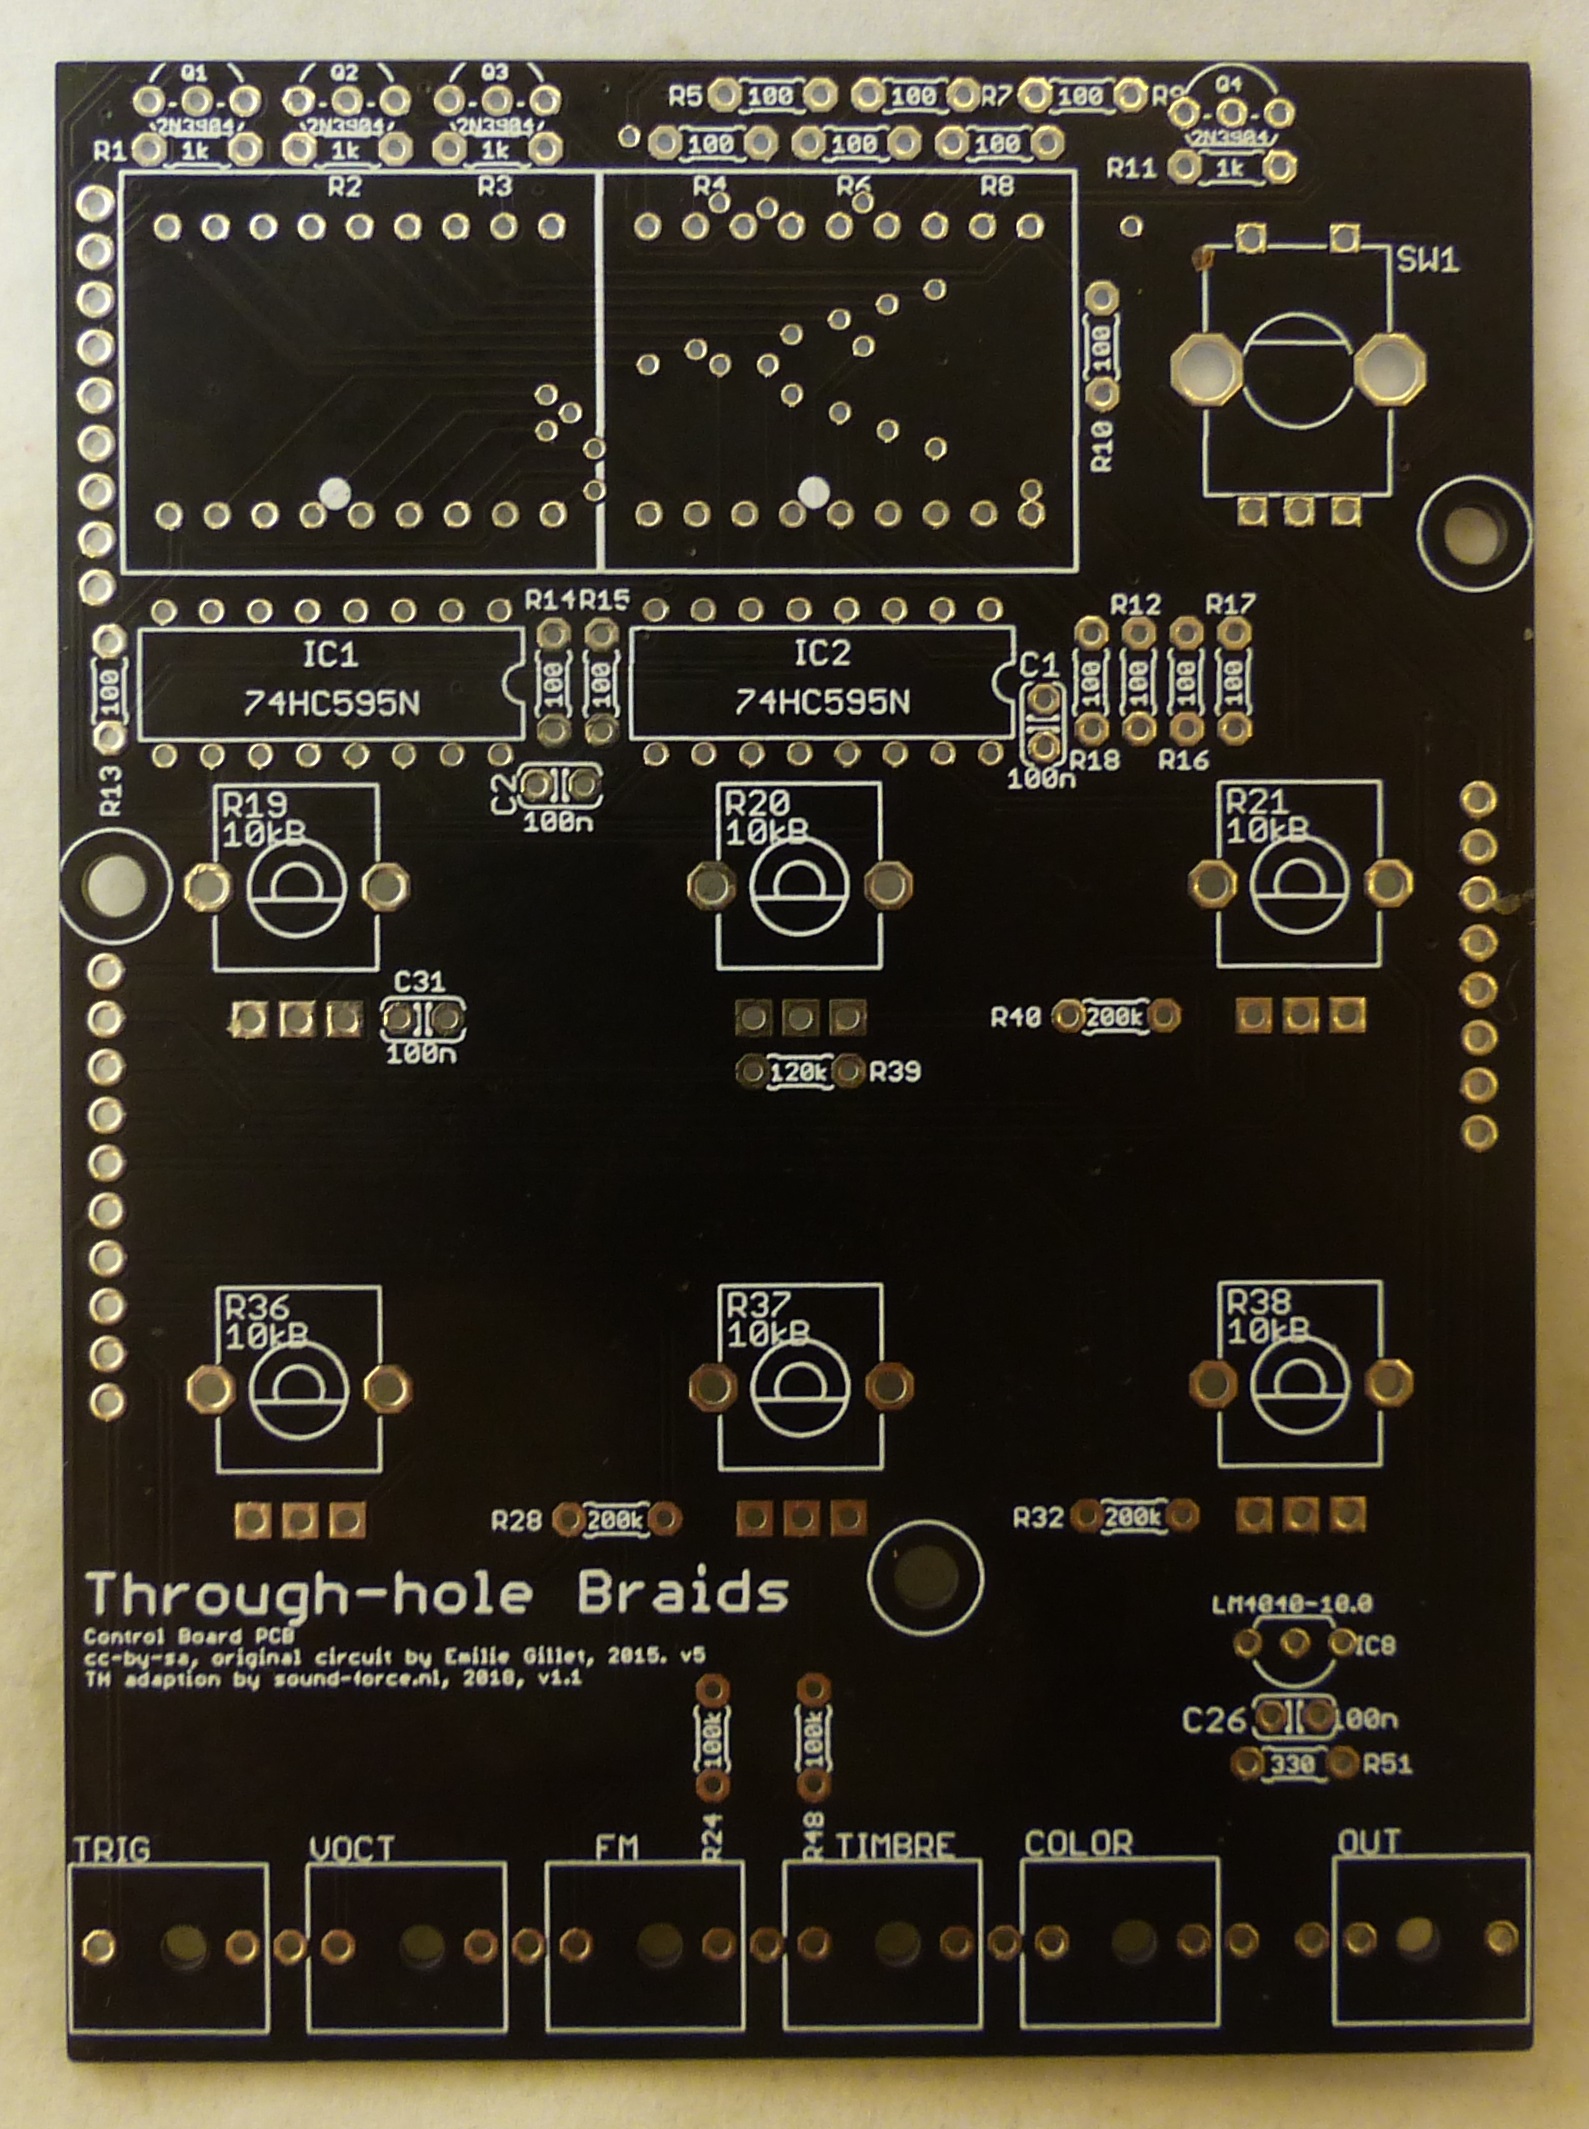 Q1 Q2 Q3 Q4
2N3904 2N3904 2N3904 2N3904
R5 100 100 R7 100 R9
R1 1k 1k 1k 100 100 100
R11 1k
R2 R3 R4 R6 R8
SW1
100
R10
R14 R15 R12 R17
IC1
74HC595N
100 100
IC2
74HC595N
C1
100n
100 100 100 100
R18 R16
100
R13
C2
100n
R19
10kB
R20
10kB
R21
10kB
C31
100n
R40 200k
120k R39
R36
10kB
R37
10kB
R38
10kB
R28 200k
R32 200k
Through-hole Braids
Control Board PCB
cc-by-sa, original circuit by Emilie Gillet, 2015. v5
TH adaption by sound-force.nl, 2018, v1.1
LM4040-10.0
IC8
C26 100n
330 R51
100k
R24
100k
R48
TRIG VOCT FM TIMBRE COLOR OUT